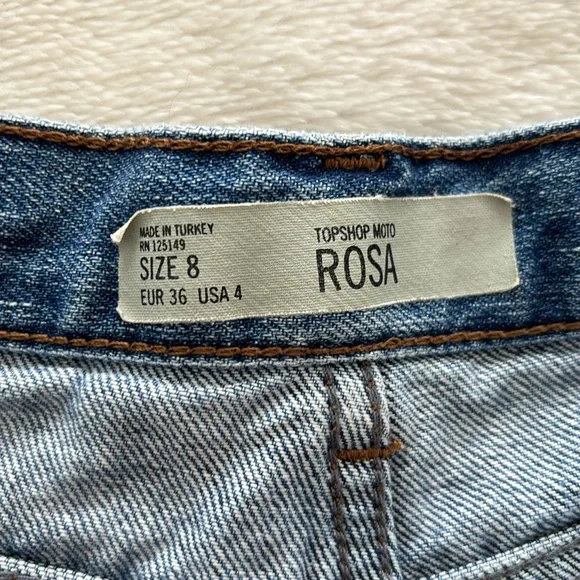 MADE IN TURKEY
RN 125149
SIZE 8
EUR 36 USA 4
TOPSHOP MOTO
ROSA